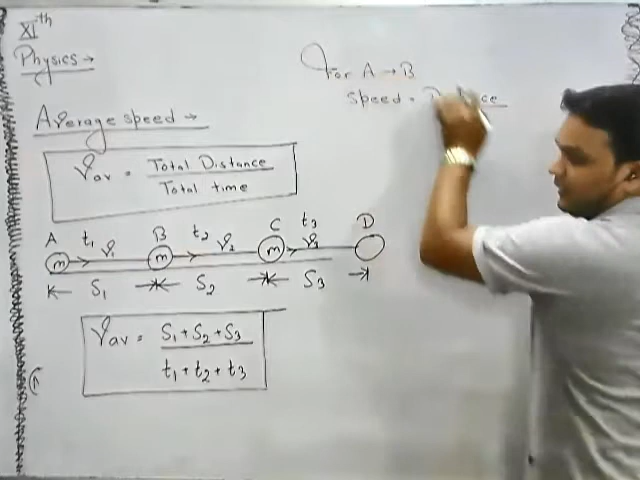 XIth
Physics →
For A → B
Speed =
Average speed →
Vav = Total Distance / Total time
A t1 V1 B t2 V2 C t3 V3 D
m m m
S1 S2 S3
Vav = S1 + S2 + S3 / t1 + t2 + t3